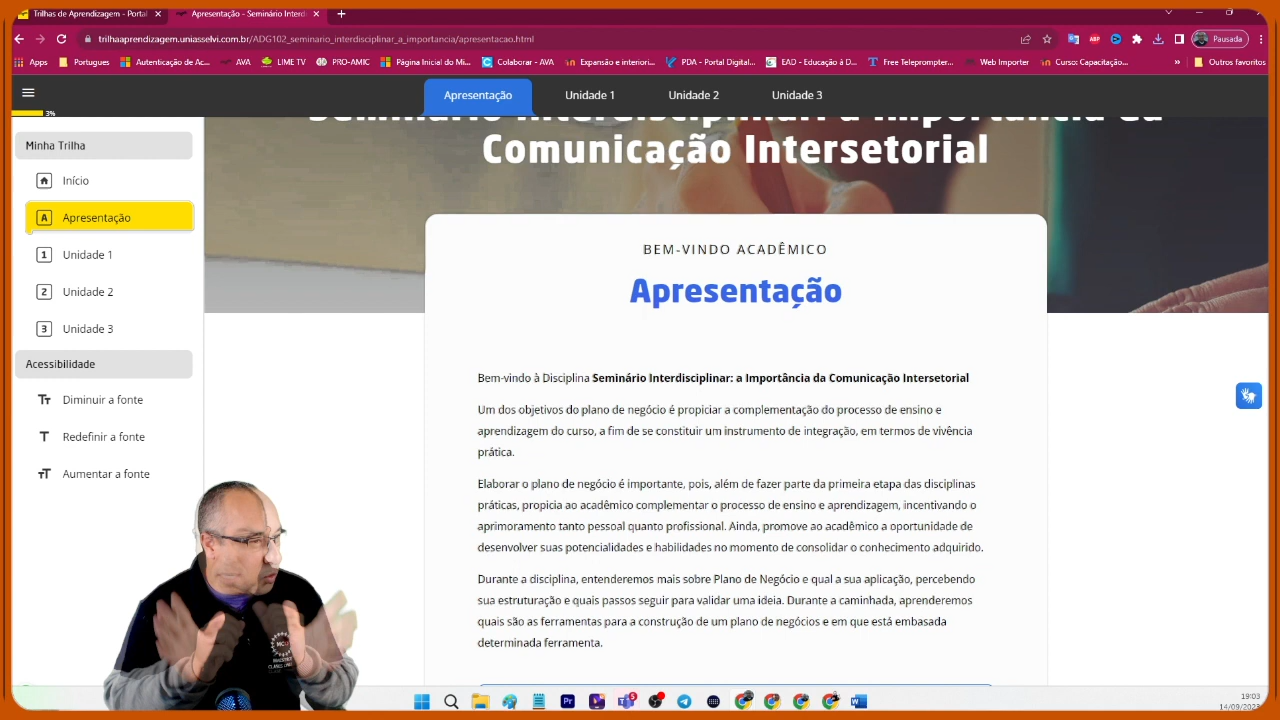 Trilhas de Aprendizagem - Portal
Apresentação - Seminário Interdi
trilhaaprendizagem.uniasselvi.com.br/ADG102_seminario_interdisciplinar_a_importancia/apresentacao.html
Pausada
Apps
Portugues
Autenticação de Ac...
AVA
LIME TV
PRO-AMIC
Página Inicial do Mi...
Colaborar - AVA
Expansão e interiori...
PDA - Portal Digital...
EAD - Educação à D...
Free Teleprompter...
Web Importer
Curso: Capacitação...
»
Outros favoritos
Apresentação
Unidade 1
Unidade 2
Unidade 3
3%
Minha Trilha
Início
A Apresentação
1 Unidade 1
2 Unidade 2
3 Unidade 3
Acessibilidade
Diminuir a fonte
Redefinir a fonte
Aumentar a fonte
Seminário Interdisciplinar: a Importância da
Comunicação Intersetorial
BEM-VINDO ACADÊMICO
Apresentação
Bem-vindo à Disciplina Seminário Interdisciplinar: a Importância da Comunicação Intersetorial
Um dos objetivos do plano de negócio é propiciar a complementação do processo de ensino e
aprendizagem do curso, a fim de se constituir um instrumento de integração, em termos de vivência
prática.
Elaborar o plano de negócio é importante, pois, além de fazer parte da primeira etapa das disciplinas
práticas, propicia ao acadêmico complementar o processo de ensino e aprendizagem, incentivando o
aprimoramento tanto pessoal quanto profissional. Ainda, promove ao acadêmico a oportunidade de
desenvolver suas potencialidades e habilidades no momento de consolidar o conhecimento adquirido.
Durante a disciplina, entenderemos mais sobre Plano de Negócio e qual a sua aplicação, percebendo
sua estruturação e quais passos seguir para validar uma ideia. Durante a caminhada, aprenderemos
quais são as ferramentas para a construção de um plano de negócios e em que está embasada
determinada ferramenta.
19:03
14/09/2023